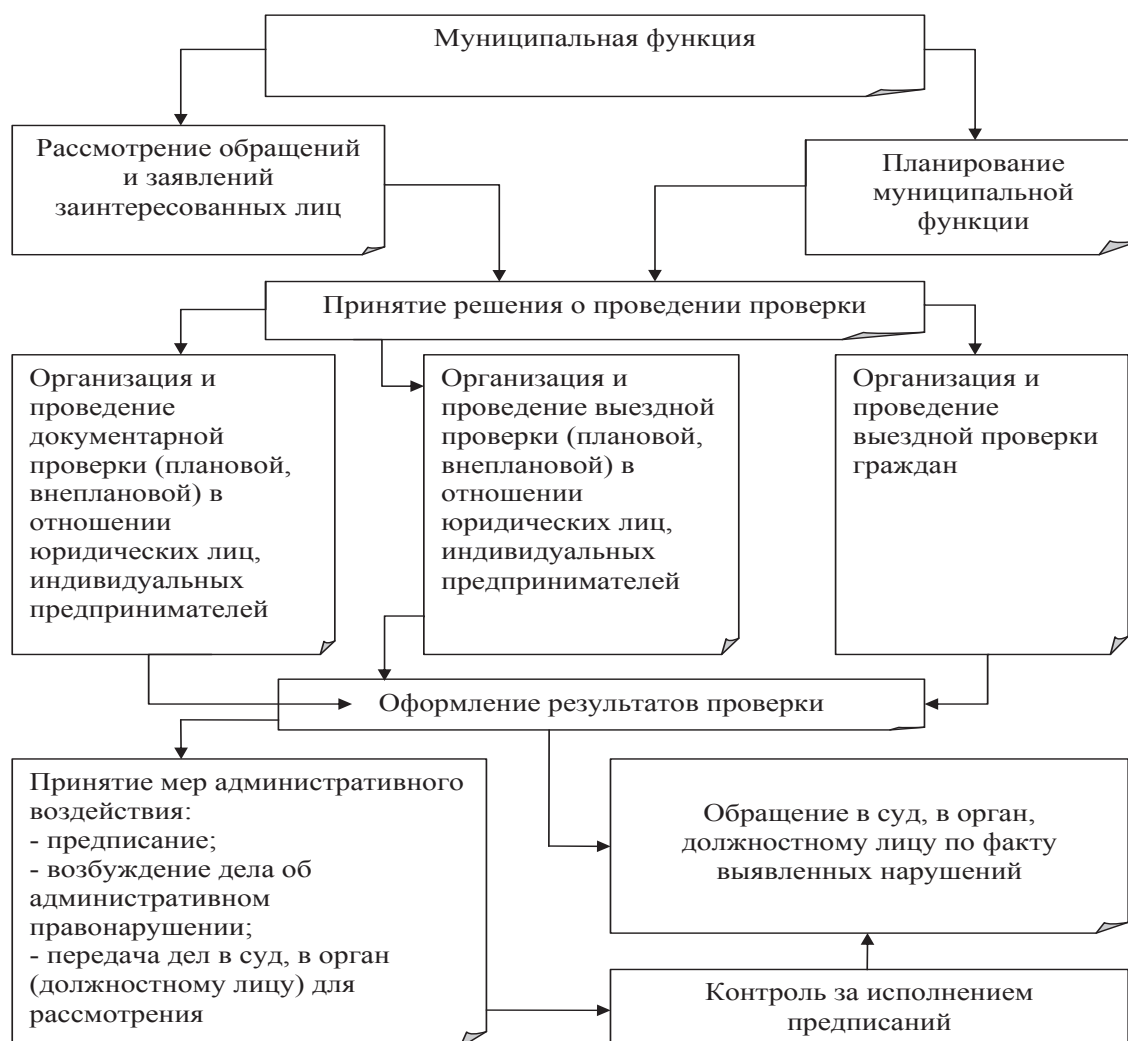 Муниципальная функция
Рассмотрение обращений
и заявлений
заинтересованных лиц
Планирование
муниципальной
функции
Принятие решения о проведении проверки
Организация и
проведение
документарной
проверки (плановой,
внеплановой) в
отношении
юридических лиц,
индивидуальных
предпринимателей
Организация и
проведение выездной
проверки (плановой,
внеплановой) в
отношении
юридических лиц,
индивидуальных
предпринимателей
Организация и
проведение
выездной проверки
граждан
Оформление результатов проверки
Принятие мер административного
воздействия:
- предписание;
- возбуждение дела об
административном
правонарушении;
- передача дел в суд, в орган
(должностному лицу) для
рассмотрения
Обращение в суд, в орган,
должностному лицу по факту
выявленных нарушений
Контроль за исполнением
предписаний